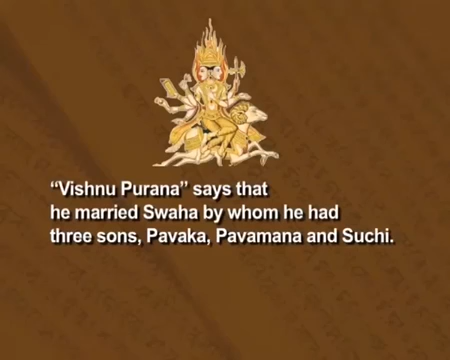 “Vishnu Purana” says that
he married Swaha by whom he had
three sons, Pavaka, Pavamana and Suchi.